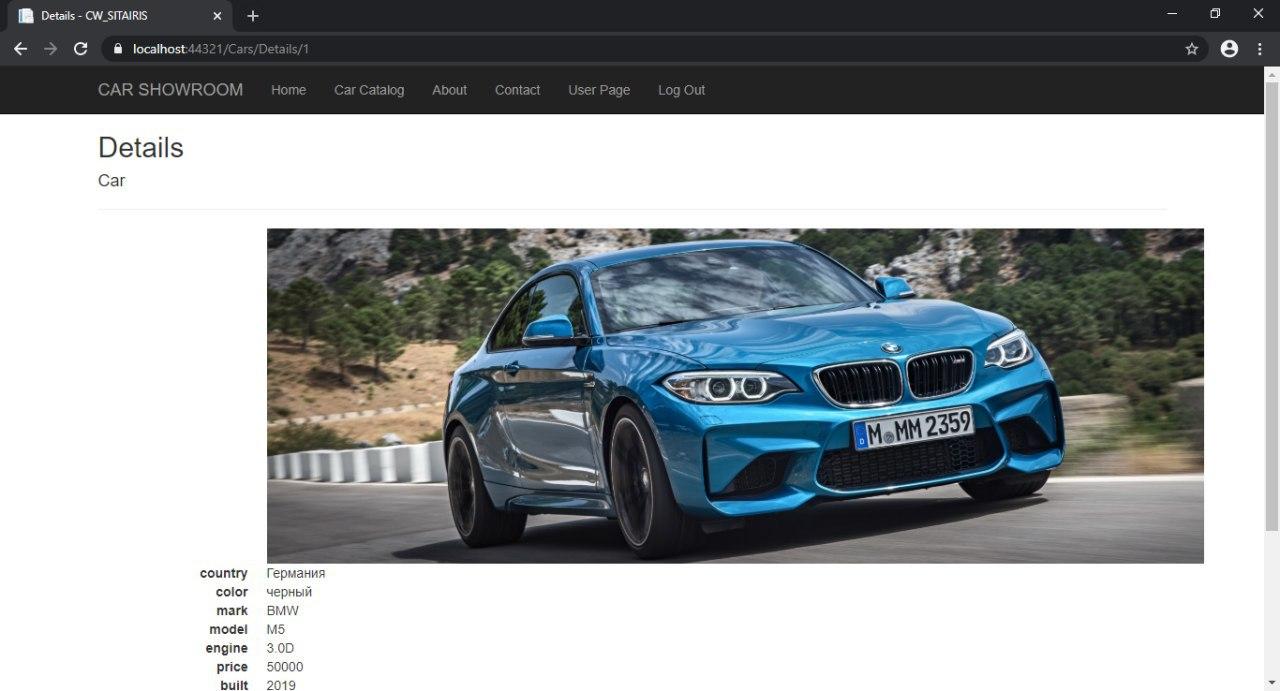 Details - CW_SITAIRIS
localhost:44321/Cars/Details/1
CAR SHOWROOM Home Car Catalog About Contact User Page Log Out
Details
Car
M MM 2359
D
country Германия
color черный
mark BMW
model M5
engine 3.0D
price 50000
built 2019